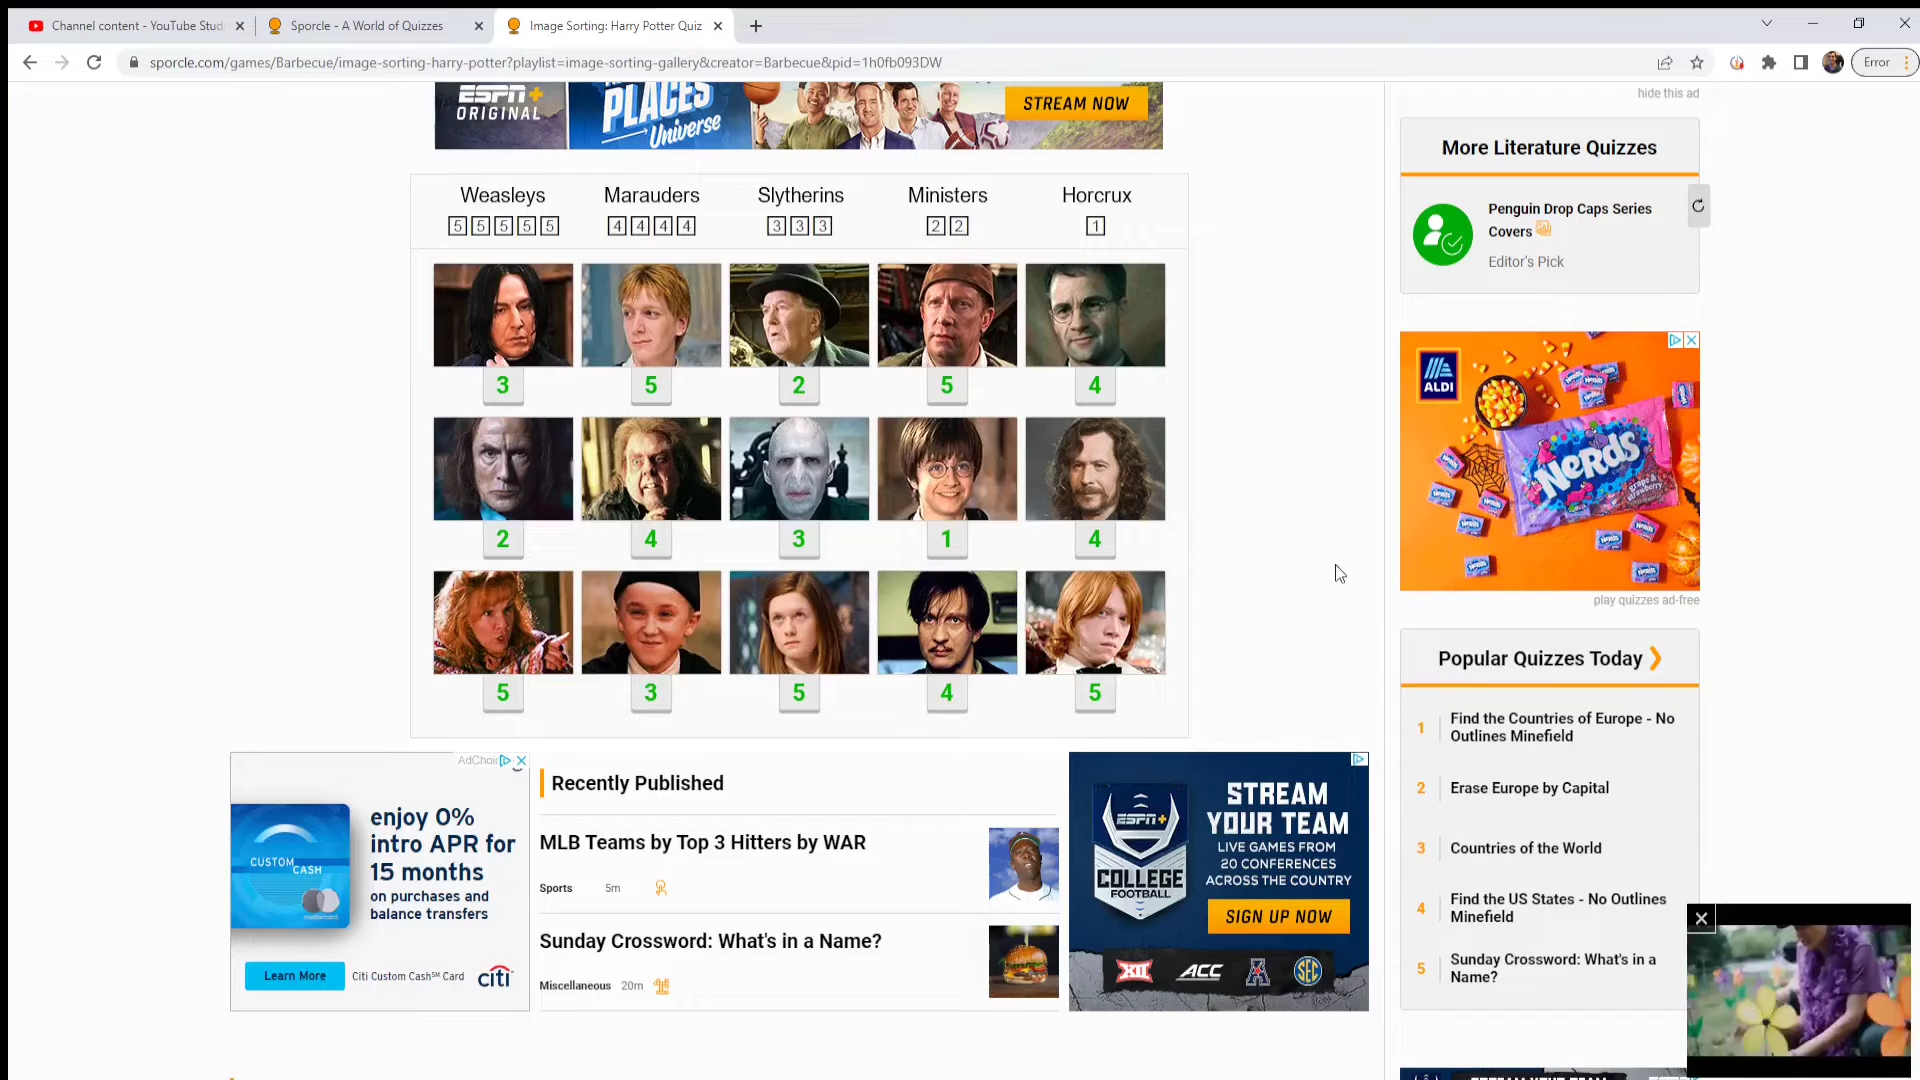 Channel content - YouTube Stud
Sporcle - A World of Quizzes
Image Sorting: Harry Potter Quiz
sporcle.com/games/Barbecue/image-sorting-harry-potter?playlist=image-sorting-gallery&creator=Barbecue&pid=1h0fb093DW
Error
ESPN+
ORIGINAL
PLACES
Universe
STREAM NOW
hide this ad
Weasleys Marauders Slytherins Ministers Horcrux
5 5 5 5 5 4 4 4 4 3 3 3 2 2 1
3 5 2 5 4
2 4 3 1 4
5 3 5 4 5
More Literature Quizzes
Penguin Drop Caps Series
Covers
Editor's Pick
ALDI
NERDS
grape &
strawberry
play quizzes ad-free
Popular Quizzes Today
1 Find the Countries of Europe - No
Outlines Minefield
2 Erase Europe by Capital
3 Countries of the World
4 Find the US States - No Outlines
Minefield
5 Sunday Crossword: What's in a
Name?
AdChoic
enjoy 0%
intro APR for
15 months
on purchases and
balance transfers
CUSTOM
CASH
mastercard
Learn More
Citi Custom Cash℠ Card
citi
Recently Published
MLB Teams by Top 3 Hitters by WAR
Sports 5m
Sunday Crossword: What's in a Name?
Miscellaneous 20m
ESPN+
COLLEGE
FOOTBALL
STREAM
YOUR TEAM
LIVE GAMES FROM
20 CONFERENCES
ACROSS THE COUNTRY
SIGN UP NOW
XII
ACC
A
SEC